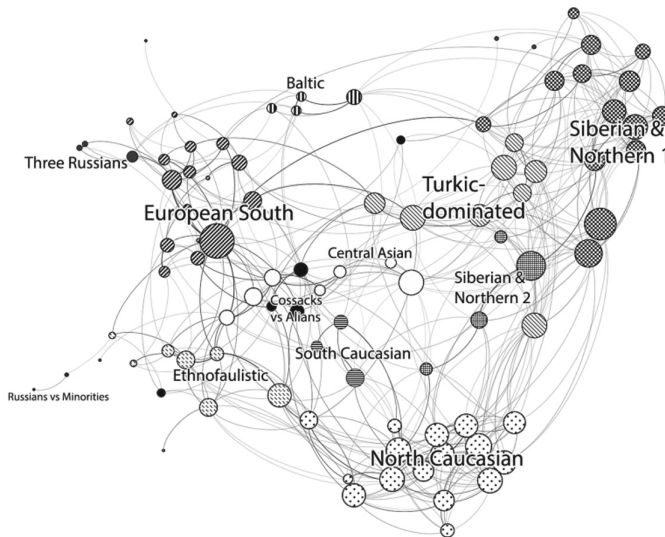 Baltic
Siberian &
Northern 1
Three Russians
Turkic-
dominated
European South
Central Asian
Siberian &
Northern 2
Cossacks
vs Alians
South Caucasian
Ethnofaulistic
Russians vs Minorities
North Caucasian